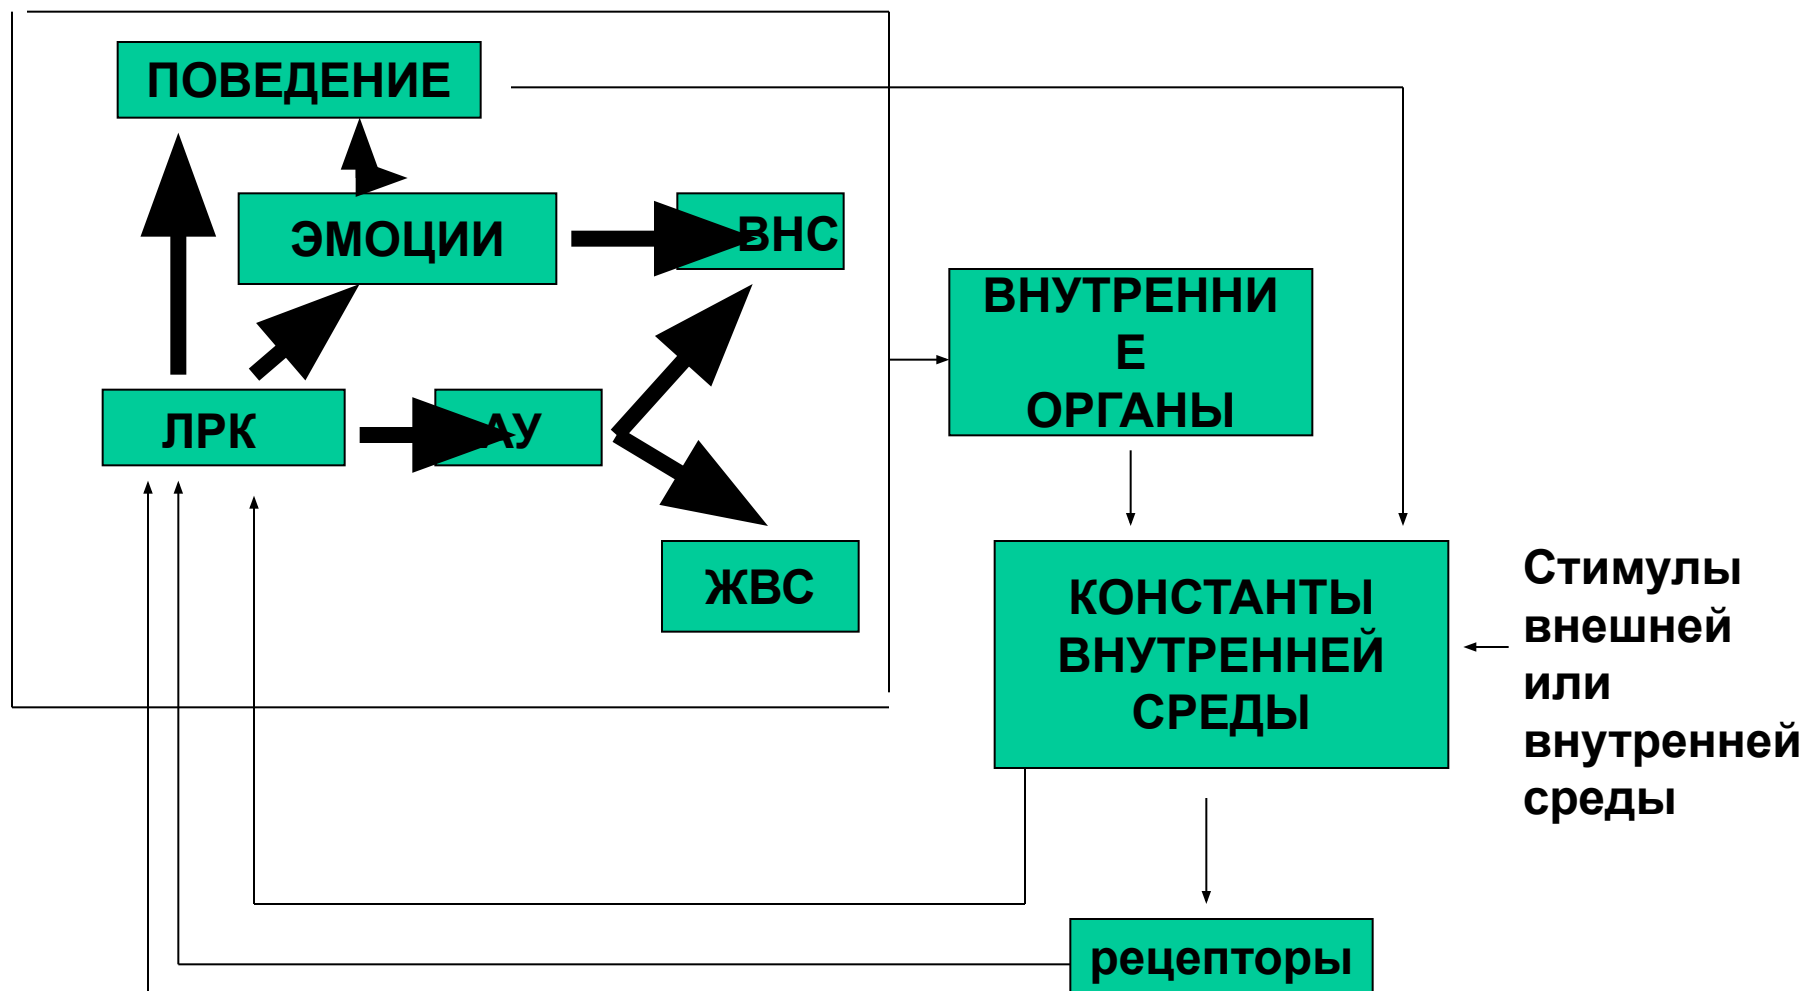 ПОВЕДЕНИЕ
ЭМОЦИИ
ВНС
ЛРК
АУ
ЖВС
ВНУТРЕННИ
Е
ОРГАНЫ
КОНСТАНТЫ
ВНУТРЕННЕЙ
СРЕДЫ
Стимулы
внешней
или
внутренней
среды
рецепторы